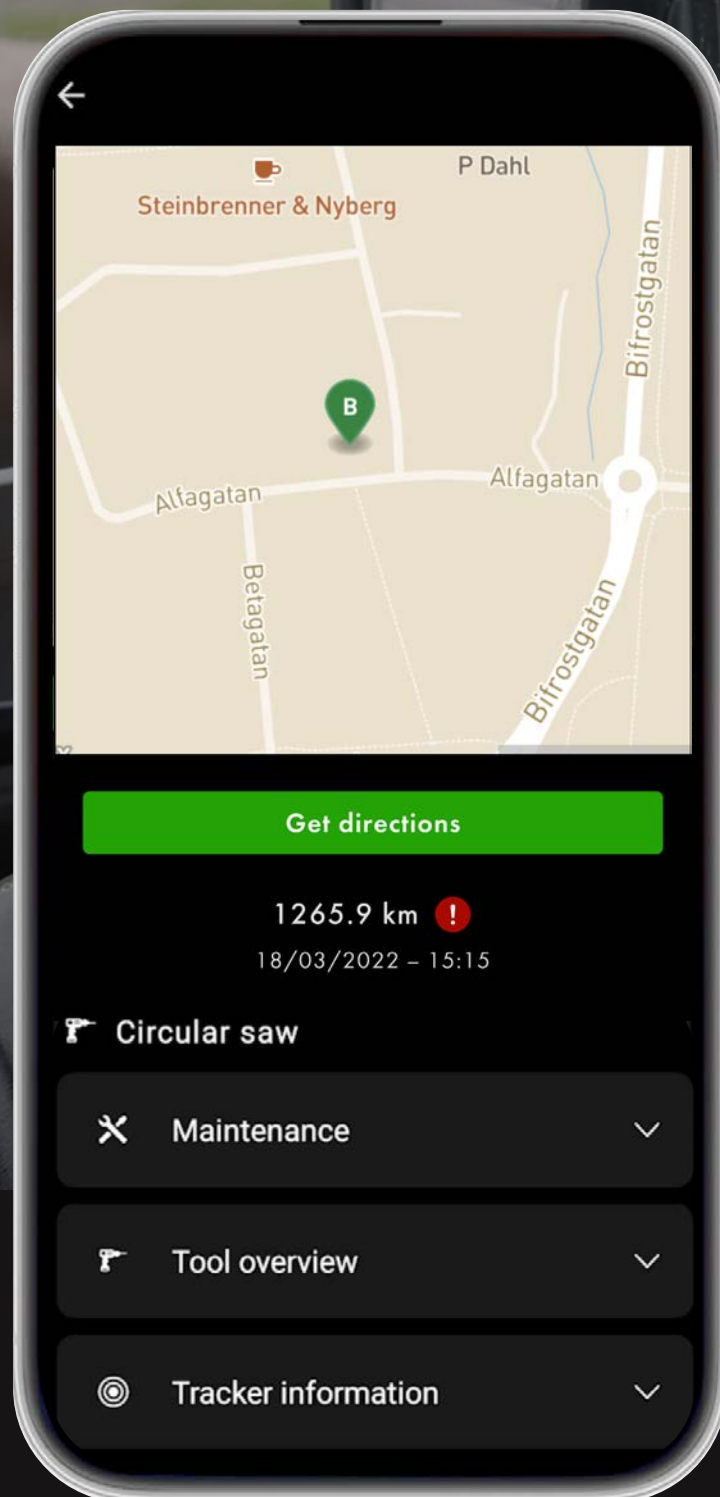 P Dahl
Steinbrenner & Nyberg
Bifrostgatan
B
Alfagatan
Alfagatan
Betagatan
Bifrostgatan
Get directions
1265.9 km !
18/03/2022 – 15:15
Circular saw
Maintenance
Tool overview
Tracker information